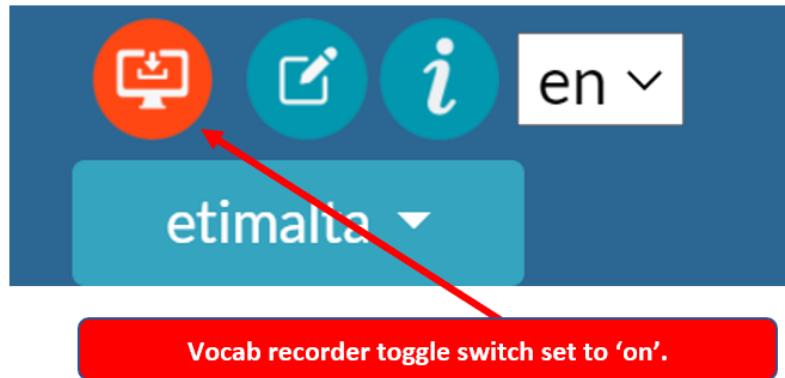 en
etimalta
Vocab recorder toggle switch set to ‘on’.